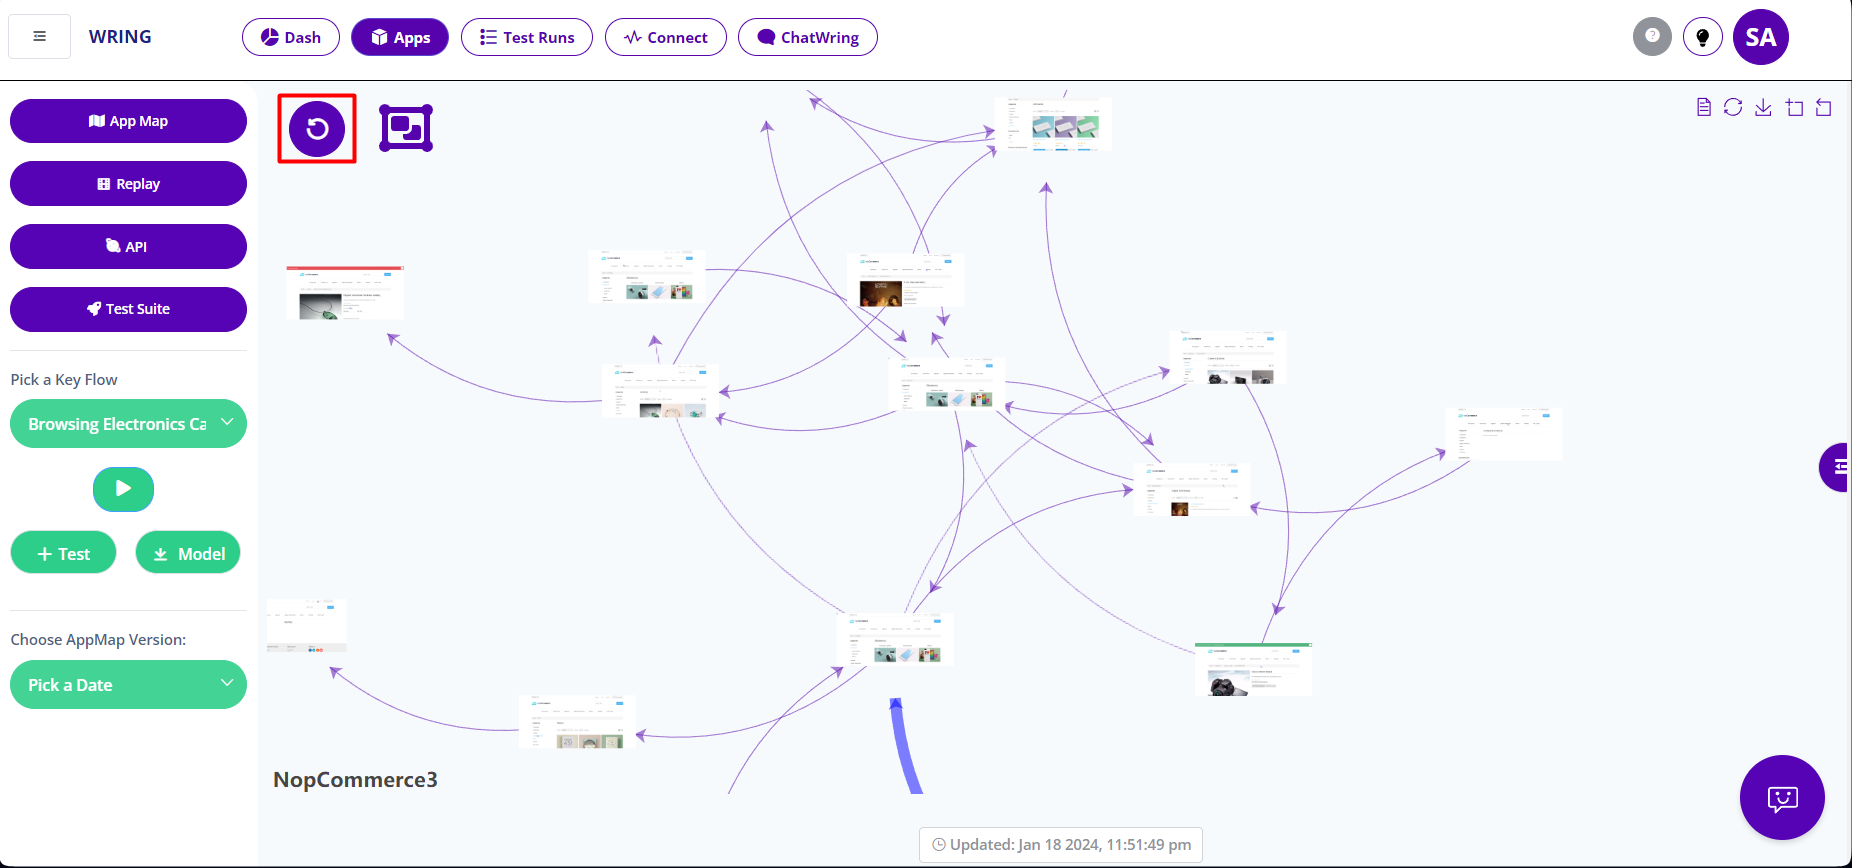 WRING
Dash
Apps
Test Runs
Connect
ChatWring
SA
App Map
Replay
API
Test Suite
Pick a Key Flow
Browsing Electronics Ca
+ Test
Model
Choose AppMap Version:
Pick a Date
NopCommerce3
Updated: Jan 18 2024, 11:51:49 pm